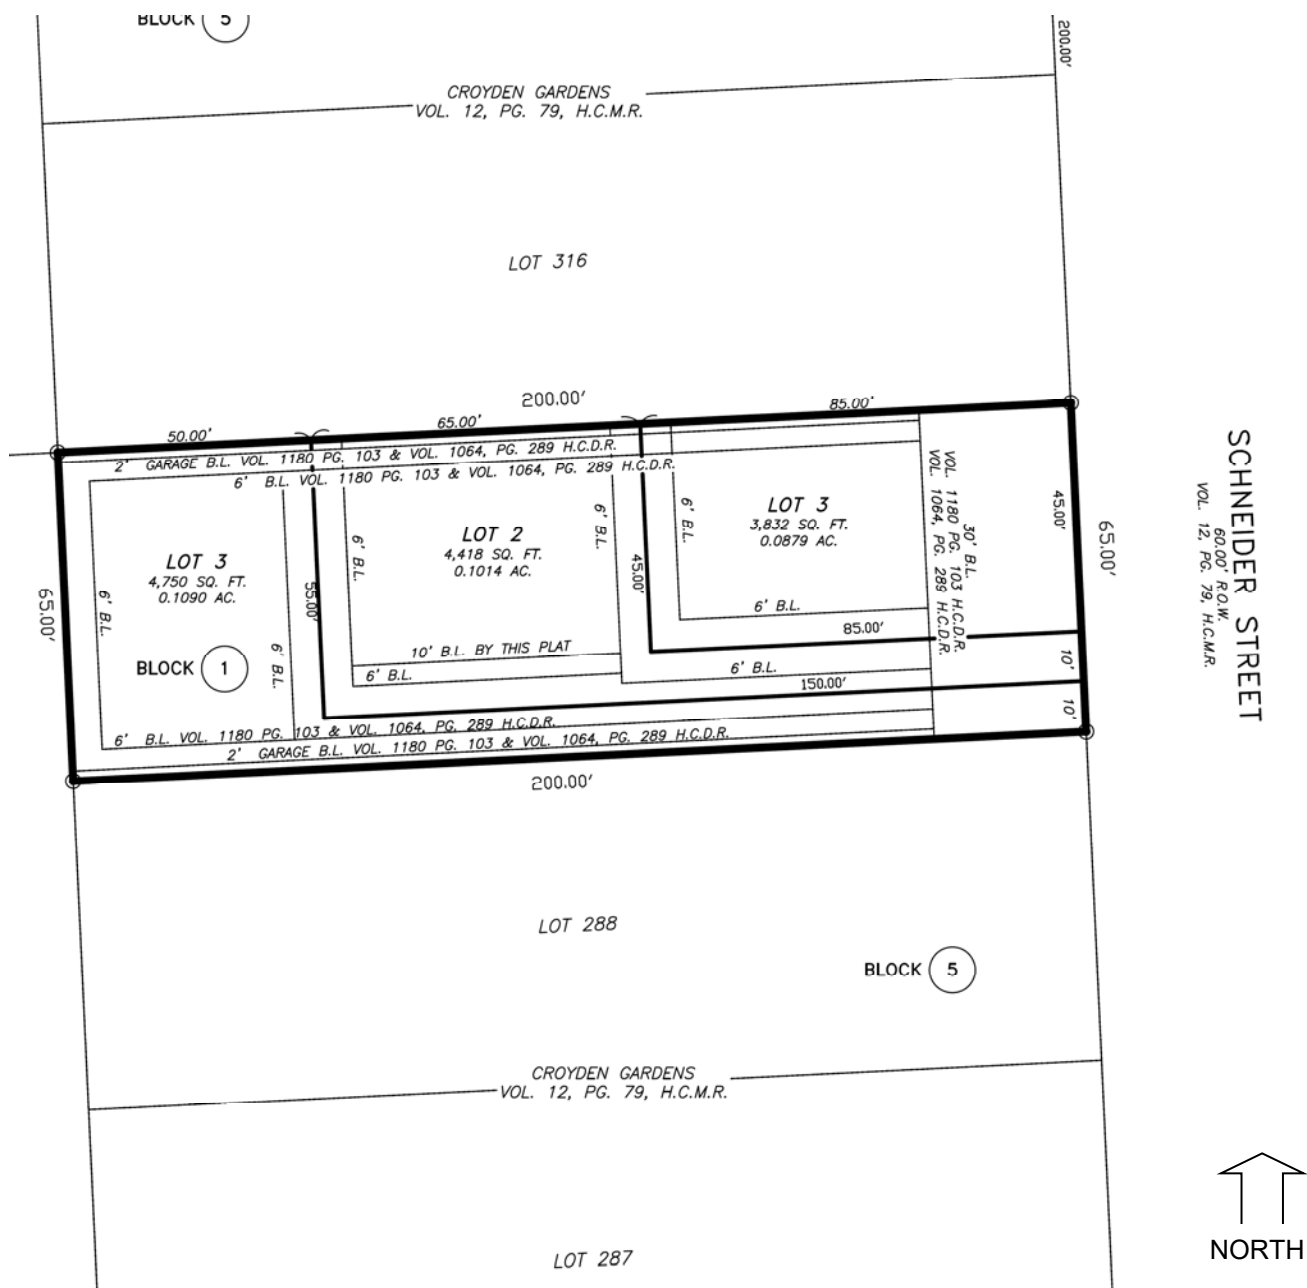 BLOCK 5
200.00'
CROYDEN GARDENS
VOL. 12, PG. 79, H.C.M.R.
LOT 316
200.00'
50.00'
65.00'
85.00'
2' GARAGE B.L. VOL. 1180 PG. 103 & VOL. 1064, PG. 289 H.C.D.R.
6' B.L. VOL. 1180 PG. 103 & VOL. 1064, PG. 289 H.C.D.R.
LOT 3
4,750 SQ. FT.
0.1090 AC.
LOT 2
4,418 SQ. FT.
0.1014 AC.
LOT 3
3,832 SQ. FT.
0.0879 AC.
65.00'
6' B.L.
6' B.L.
55.00'
6' B.L.
6' B.L.
45.00'
6' B.L.
30' B.L.
VOL. 1180 PG. 103 H.C.D.R.
VOL. 1064, PG. 289 H.C.D.R.
45.00'
65.00'
SCHNEIDER STREET
60.00' R.O.W.
VOL. 12, PG. 79, H.C.M.R.
6' B.L.
85.00'
10' B.L. BY THIS PLAT
6' B.L.
6' B.L.
150.00'
10'
10'
BLOCK 1
6' B.L. VOL. 1180 PG. 103 & VOL. 1064, PG. 289 H.C.D.R.
2' GARAGE B.L. VOL. 1180 PG. 103 & VOL. 1064, PG. 289 H.C.D.R.
200.00'
LOT 288
BLOCK 5
CROYDEN GARDENS
VOL. 12, PG. 79, H.C.M.R.
LOT 287
NORTH